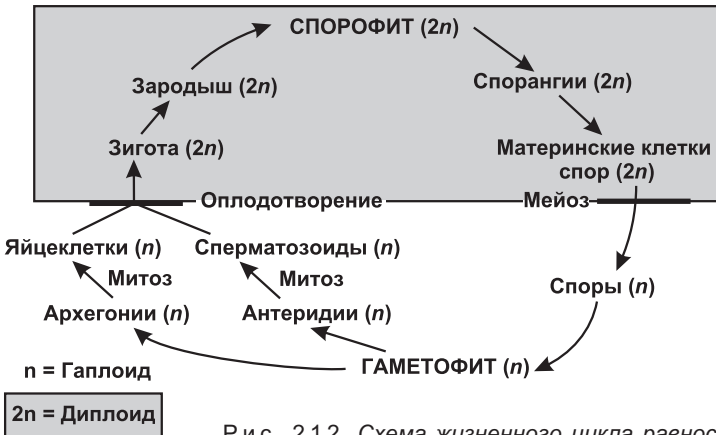 СПОРОФИТ (2n)
Зародыш (2n)
Спорангии (2n)
Зигота (2n)
Материнские клетки
спор (2n)
Оплодотворение
Мейоз
Яйцеклетки (n)
Сперматозоиды (n)
Митоз
Митоз
Споры (n)
Архегонии (n)
Антеридии (n)
ГАМЕТОФИТ (n)
n = Гаплоид
2n = Диплоид
Рис. 2.1.2. Схема жизненного цикла равнос